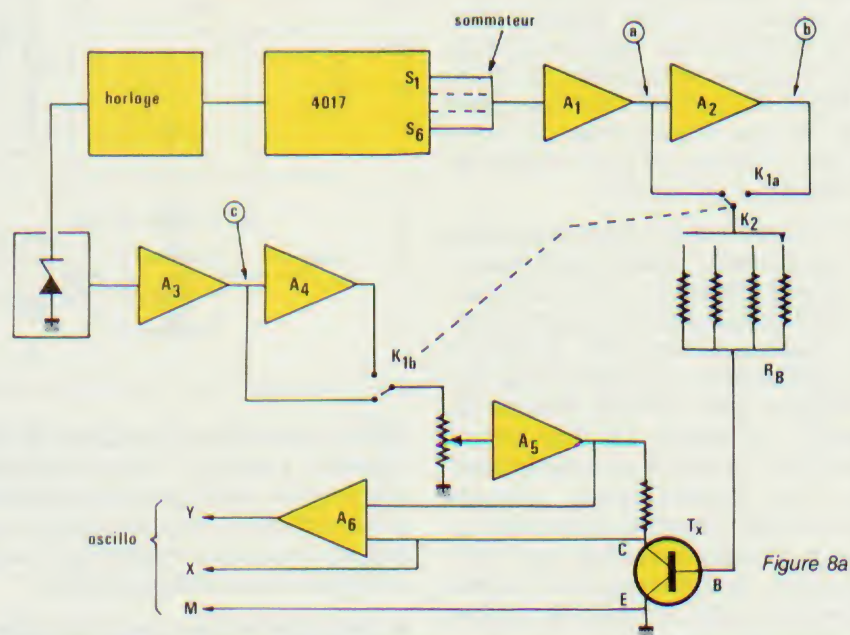 sommateur
a
b
horloge
4017
S1
S6
A1
A2
K1a
K2
c
A3
A4
K1b
RB
A5
A6
oscillo
Y
X
M
C
E
B
Tx
Figure 8a